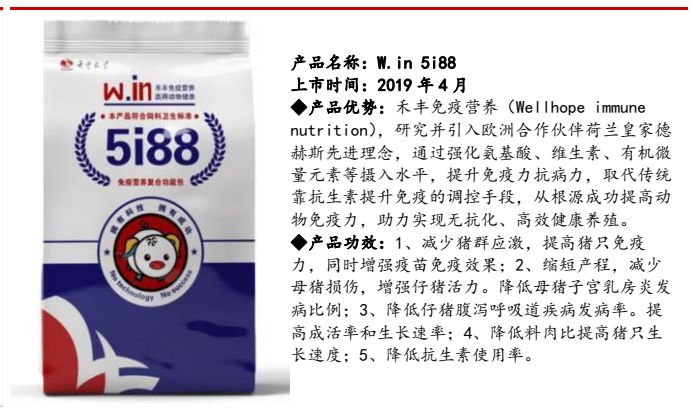 禾丰牧业
W.in 禾丰免疫营养
赢得动物健康
本产品符合饲料卫生标准
5i88
免疫营养复合功能包
拥有科技 拥有成功
No technology No success
产品名称：W.in 5i88
上市时间：2019 年 4 月
◆产品优势：禾丰免疫营养（Wellhope immune
nutrition），研究并引入欧洲合作伙伴荷兰皇家德
赫斯先进理念，通过强化氨基酸、维生素、有机微
量元素等摄入水平，提升免疫力抗病力，取代传统
靠抗生素提升免疫的调控手段，从根源成功提高动
物免疫力，助力实现无抗化、高效健康养殖。
◆产品功效：1、减少猪群应激，提高猪只免疫
力，同时增强疫苗免疫效果；2、缩短产程，减少
母猪损伤，增强仔猪活力。降低母猪子宫乳房炎发
病比例；3、降低仔猪腹泻呼吸道疾病发病率。提
高成活率和生长速率；4、降低料肉比提高猪只生
长速度；5、降低抗生素使用率。